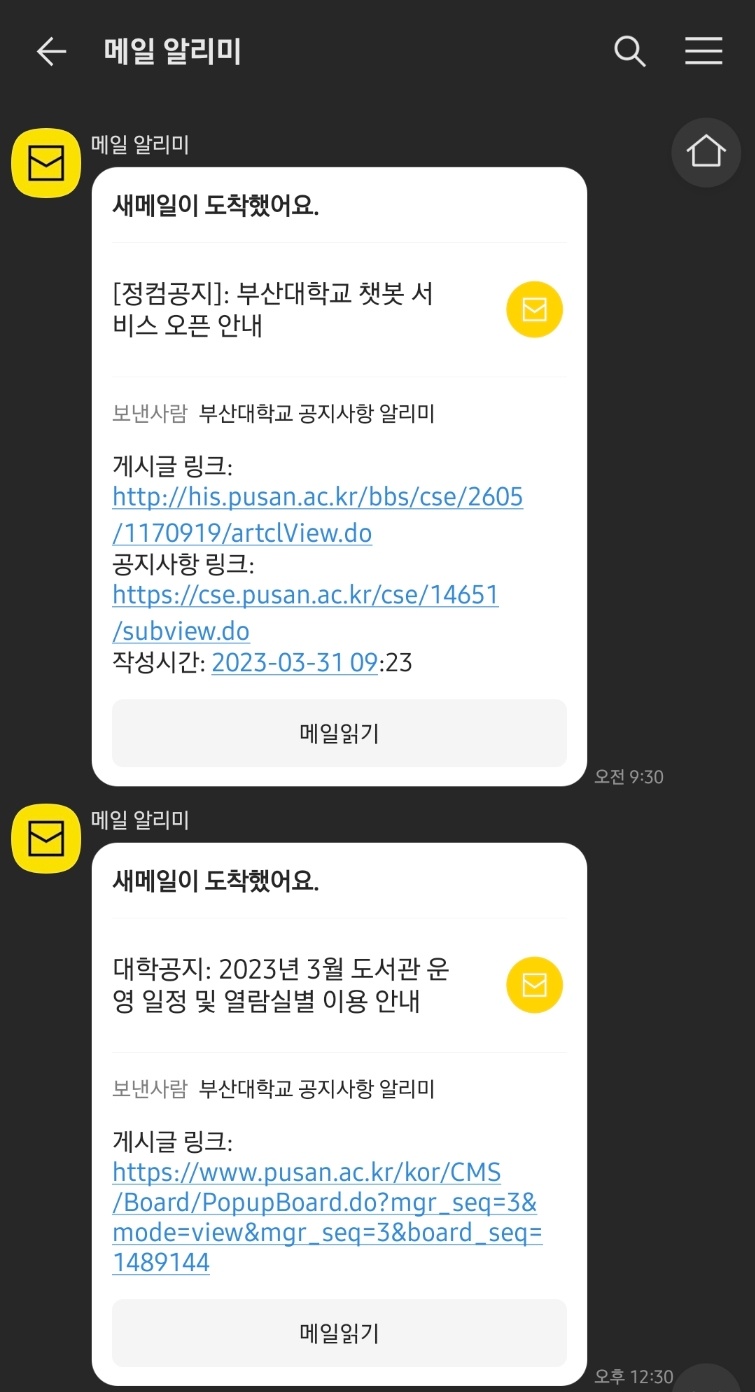 메일 알리미
메일 알리미
새메일이 도착했어요.
[정컴공지]: 부산대학교 챗봇 서
비스 오픈 안내
보낸사람 부산대학교 공지사항 알리미
게시글 링크:
http://his.pusan.ac.kr/bbs/cse/2605
/1170919/artclView.do
공지사항 링크:
https://cse.pusan.ac.kr/cse/14651
/subview.do
작성시간: 2023-03-31 09:23
메일읽기
오전 9:30
메일 알리미
새메일이 도착했어요.
대학공지: 2023년 3월 도서관 운
영 일정 및 열람실별 이용 안내
보낸사람 부산대학교 공지사항 알리미
게시글 링크:
https://www.pusan.ac.kr/kor/CMS
/Board/PopupBoard.do?mgr_seq=3&
mode=view&mgr_seq=3&board_seq=
1489144
메일읽기
오후 12:30